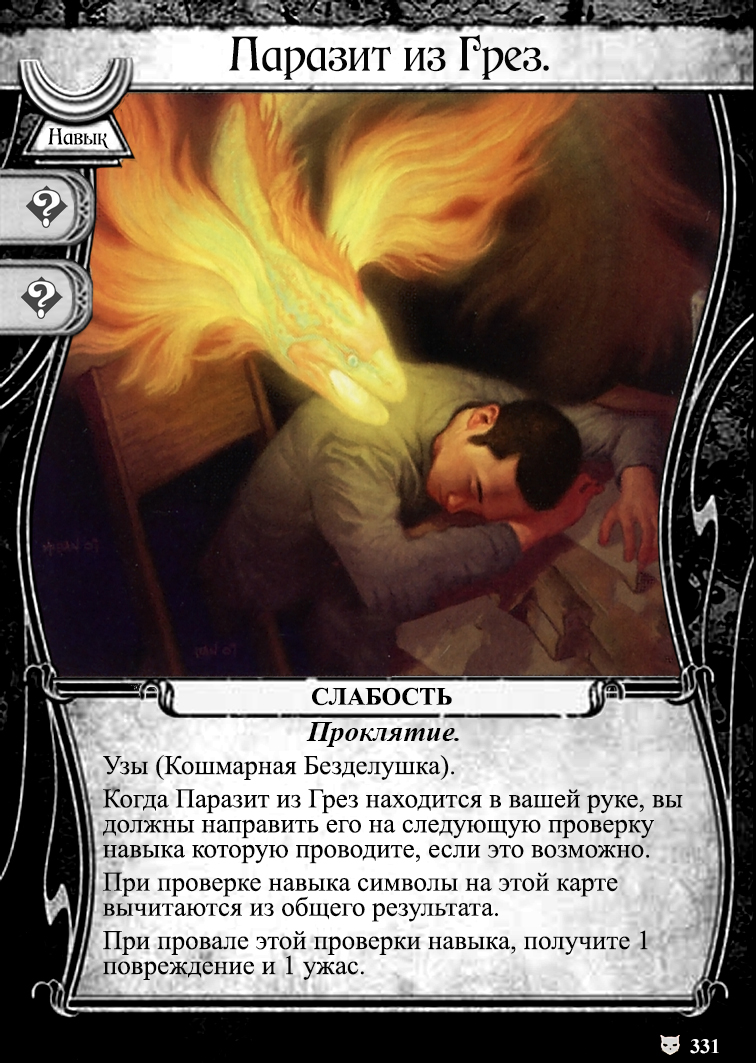 Паразит из Грез.
Навык
?
?
СЛАБОСТЬ
Проклятие.
Узы (Кошмарная Безделушка).
Когда Паразит из Грез находится в вашей руке, вы
должны направить его на следующую проверку
навыка которую проводите, если это возможно.
При проверке навыка символы на этой карте
вычитаются из общего результата.
При провале этой проверки навыка, получите 1
повреждение и 1 ужас.
331